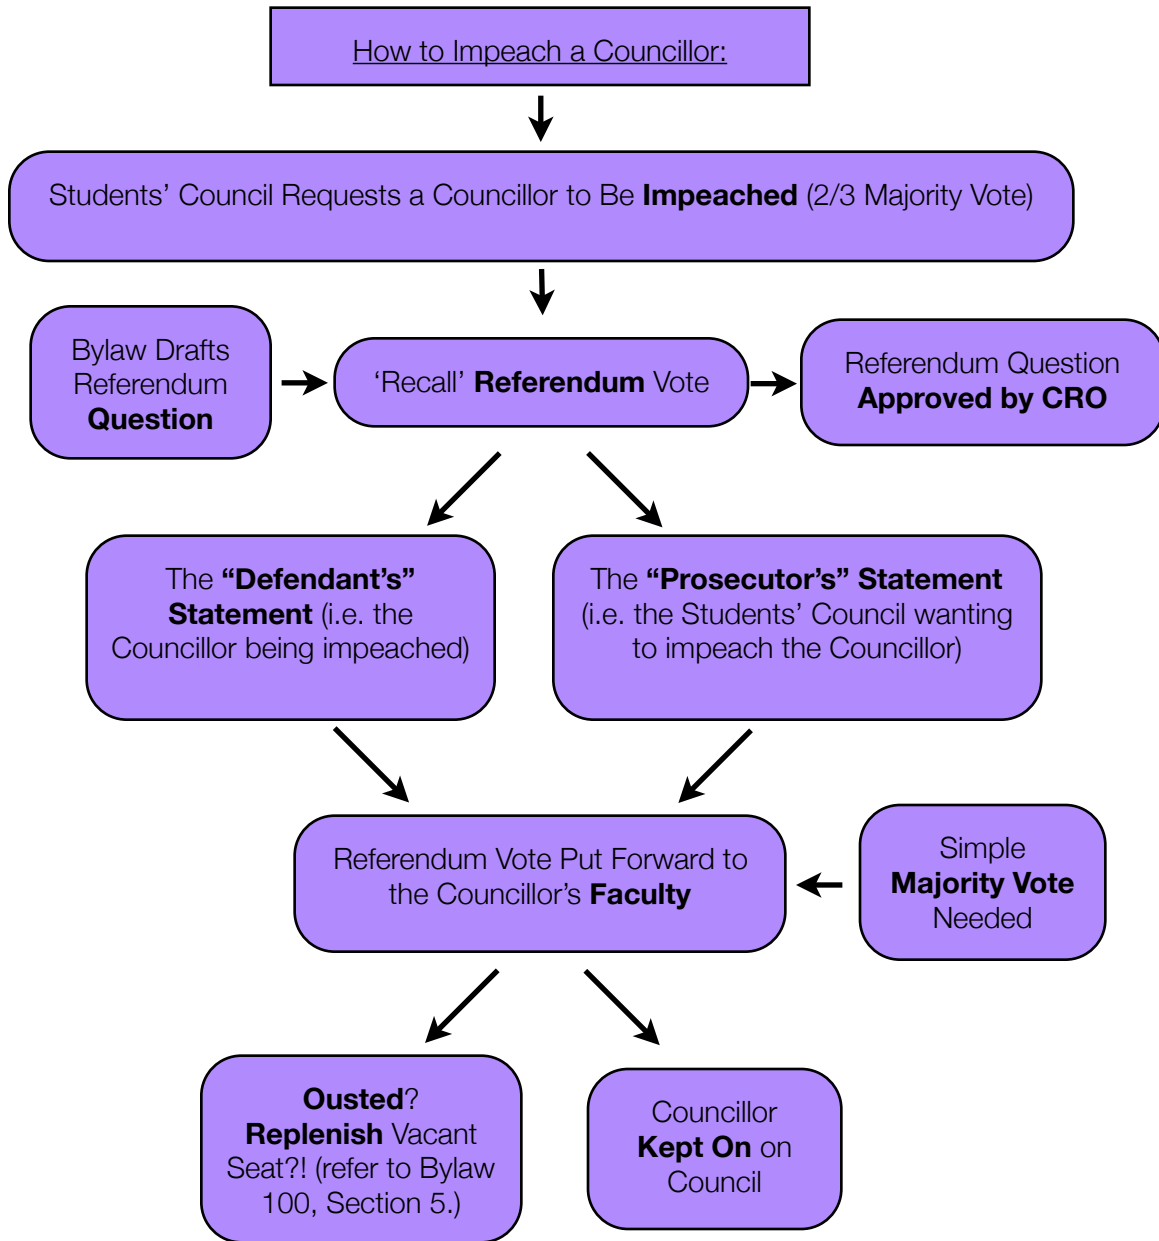 How to Impeach a Councillor:
Students’ Council Requests a Councillor to Be Impeached (2/3 Majority Vote)
Bylaw Drafts
Referendum
Question
‘Recall’ Referendum Vote
Referendum Question
Approved by CRO
The “Defendant’s”
Statement (i.e. the
Councillor being impeached)
The “Prosecutor’s” Statement
(i.e. the Students’ Council wanting
to impeach the Councillor)
Referendum Vote Put Forward to
the Councillor’s Faculty
Simple
Majority Vote
Needed
Ousted?
Replenish Vacant
Seat?! (refer to Bylaw
100, Section 5.)
Councillor
Kept On on
Council